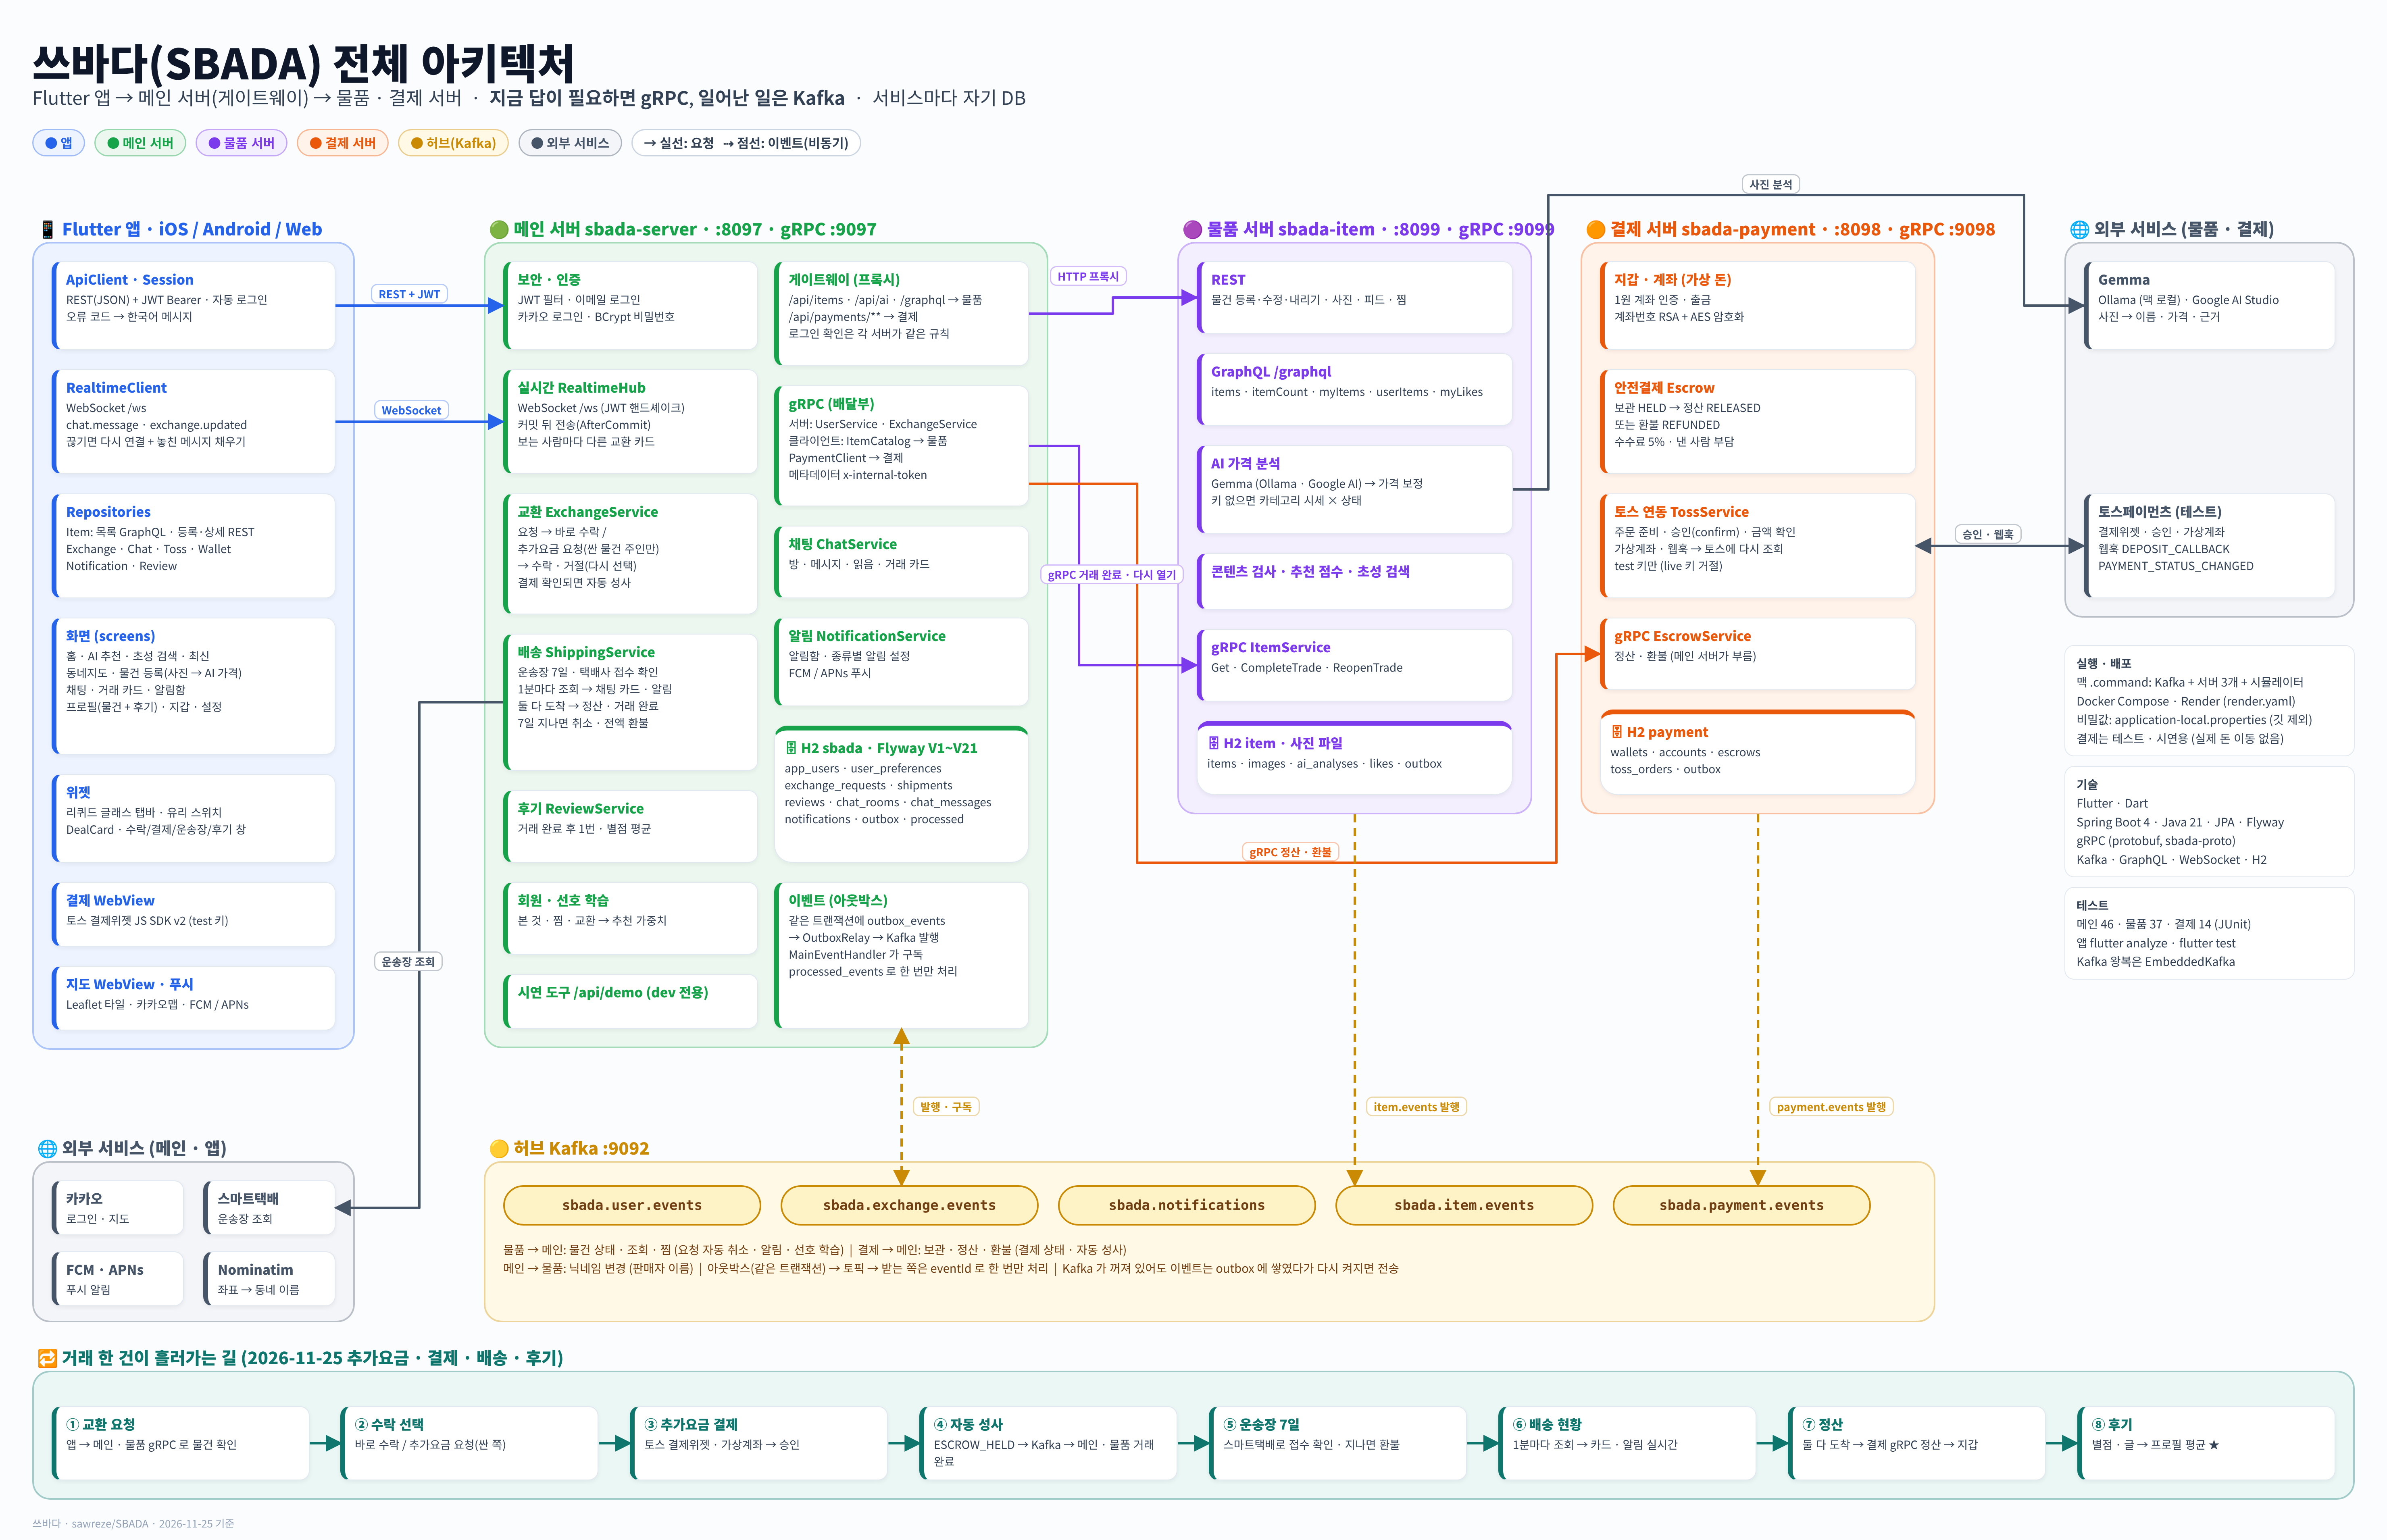 쓰바다(SBADA) 전체 아키텍처
Flutter 앱 → 메인 서버(게이트웨이) → 물품 · 결제 서버 · 지금 답이 필요하면 gRPC, 일어난 일은 Kafka · 서비스마다 자기 DB
앱
메인 서버
물품 서버
결제 서버
허브(Kafka)
외부 서비스
→ 실선: 요청 ⇢ 점선: 이벤트(비동기)
Flutter 앱 · iOS / Android / Web
ApiClient · Session
REST(JSON) + JWT Bearer · 자동 로그인
오류 코드 → 한국어 메시지
RealtimeClient
WebSocket /ws
chat.message · exchange.updated
끊기면 다시 연결 + 놓친 메시지 채우기
Repositories
Item: 목록 GraphQL · 등록·상세 REST
Exchange · Chat · Toss · Wallet
Notification · Review
화면 (screens)
홈 · AI 추천 · 초성 검색 · 최신
동네지도 · 물건 등록(사진 → AI 가격)
채팅 · 거래 카드 · 알림함
프로필(물건 + 후기) · 지갑 · 설정
위젯
리퀴드 글래스 탭바 · 유리 스위치
DealCard · 수락/결제/운송장/후기 창
결제 WebView
토스 결제위젯 JS SDK v2 (test 키)
지도 WebView · 푸시
Leaflet 타일 · 카카오맵 · FCM / APNs
REST + JWT
WebSocket
운송장 조회
메인 서버 sbada-server · :8097 · gRPC :9097
보안 · 인증
JWT 필터 · 이메일 로그인
카카오 로그인 · BCrypt 비밀번호
실시간 RealtimeHub
WebSocket /ws (JWT 핸드셰이크)
커밋 뒤 전송(AfterCommit)
보는 사람마다 다른 교환 카드
교환 ExchangeService
요청 → 바로 수락 /
추가요금 요청(싼 물건 주인만)
→ 수락 · 거절(다시 선택)
결제 확인되면 자동 성사
배송 ShippingService
운송장 7일 · 택배사 접수 확인
1분마다 조회 → 채팅 카드 · 알림
둘 다 도착 → 정산 · 거래 완료
7일 지나면 취소 · 전액 환불
후기 ReviewService
거래 완료 후 1번 · 별점 평균
회원 · 선호 학습
본 것 · 찜 · 교환 → 추천 가중치
시연 도구 /api/demo (dev 전용)
게이트웨이 (프록시)
/api/items · /api/ai · /graphql → 물품
/api/payments/** → 결제
로그인 확인은 각 서버가 같은 규칙
gRPC (배달부)
서버: UserService · ExchangeService
클라이언트: ItemCatalog → 물품
PaymentClient → 결제
메타데이터 x-internal-token
채팅 ChatService
방 · 메시지 · 읽음 · 거래 카드
알림 NotificationService
알림함 · 종류별 알림 설정
FCM / APNs 푸시
H2 sbada · Flyway V1~V21
app_users · user_preferences
exchange_requests · shipments
reviews · chat_rooms · chat_messages
notifications · outbox · processed
이벤트 (아웃박스)
같은 트랜잭션에 outbox_events
→ OutboxRelay → Kafka 발행
MainEventHandler 가 구독
processed_events 로 한 번만 처리
HTTP 프록시
gRPC 거래 완료 · 다시 열기
gRPC 정산 · 환불
물품 서버 sbada-item · :8099 · gRPC :9099
REST
물건 등록·수정·내리기 · 사진 · 피드 · 찜
GraphQL /graphql
items · itemCount · myItems · userItems · myLikes
AI 가격 분석
Gemma (Ollama · Google AI) → 가격 보정
키 없으면 카테고리 시세 × 상태
콘텐츠 검사 · 추천 점수 · 초성 검색
gRPC ItemService
Get · CompleteTrade · ReopenTrade
H2 item · 사진 파일
items · images · ai_analyses · likes · outbox
사진 분석
결제 서버 sbada-payment · :8098 · gRPC :9098
지갑 · 계좌 (가상 돈)
1원 계좌 인증 · 출금
계좌번호 RSA + AES 암호화
안전결제 Escrow
보관 HELD → 정산 RELEASED
또는 환불 REFUNDED
수수료 5% · 낸 사람 부담
토스 연동 TossService
주문 준비 · 승인(confirm) · 금액 확인
가상계좌 · 웹훅 → 토스에 다시 조회
test 키만 (live 키 거절)
gRPC EscrowService
정산 · 환불 (메인 서버가 부름)
H2 payment
wallets · accounts · escrows
toss_orders · outbox
승인 · 웹훅
외부 서비스 (물품 · 결제)
Gemma
Ollama (맥 로컬) · Google AI Studio
사진 → 이름 · 가격 · 근거
토스페이먼츠 (테스트)
결제위젯 · 승인 · 가상계좌
웹훅 DEPOSIT_CALLBACK
PAYMENT_STATUS_CHANGED
실행 · 배포
맥 .command: Kafka + 서버 3개 + 시뮬레이터
Docker Compose · Render (render.yaml)
비밀값: application-local.properties (깃 제외)
결제는 테스트 · 시연용 (실제 돈 이동 없음)
기술
Flutter · Dart
Spring Boot 4 · Java 21 · JPA · Flyway
gRPC (protobuf, sbada-proto)
Kafka · GraphQL · WebSocket · H2
테스트
메인 46 · 물품 37 · 결제 14 (JUnit)
앱 flutter analyze · flutter test
Kafka 왕복은 EmbeddedKafka
발행 · 구독
item.events 발행
payment.events 발행
외부 서비스 (메인 · 앱)
카카오
로그인 · 지도
스마트택배
운송장 조회
FCM · APNs
푸시 알림
Nominatim
좌표 → 동네 이름
허브 Kafka :9092
sbada.user.events
sbada.exchange.events
sbada.notifications
sbada.item.events
sbada.payment.events
물품 → 메인: 물건 상태 · 조회 · 찜 (요청 자동 취소 · 알림 · 선호 학습) | 결제 → 메인: 보관 · 정산 · 환불 (결제 상태 · 자동 성사)
메인 → 물품: 닉네임 변경 (판매자 이름) | 아웃박스(같은 트랜잭션) → 토픽 → 받는 쪽은 eventId 로 한 번만 처리 | Kafka 가 꺼져 있어도 이벤트는 outbox 에 쌓였다가 다시 켜지면 전송
거래 한 건이 흘러가는 길 (2026-11-25 추가요금 · 결제 · 배송 · 후기)
① 교환 요청
앱 → 메인 · 물품 gRPC 로 물건 확인
② 수락 선택
바로 수락 / 추가요금 요청(싼 쪽)
③ 추가요금 결제
토스 결제위젯 · 가상계좌 → 승인
④ 자동 성사
ESCROW_HELD → Kafka → 메인 · 물품 거래
완료
⑤ 운송장 7일
스마트택배로 접수 확인 · 지나면 환불
⑥ 배송 현황
1분마다 조회 → 카드 · 알림 실시간
⑦ 정산
둘 다 도착 → 결제 gRPC 정산 → 지갑
⑧ 후기
별점 · 글 → 프로필 평균 ★
쓰바다 · sawreze/SBADA · 2026-11-25 기준